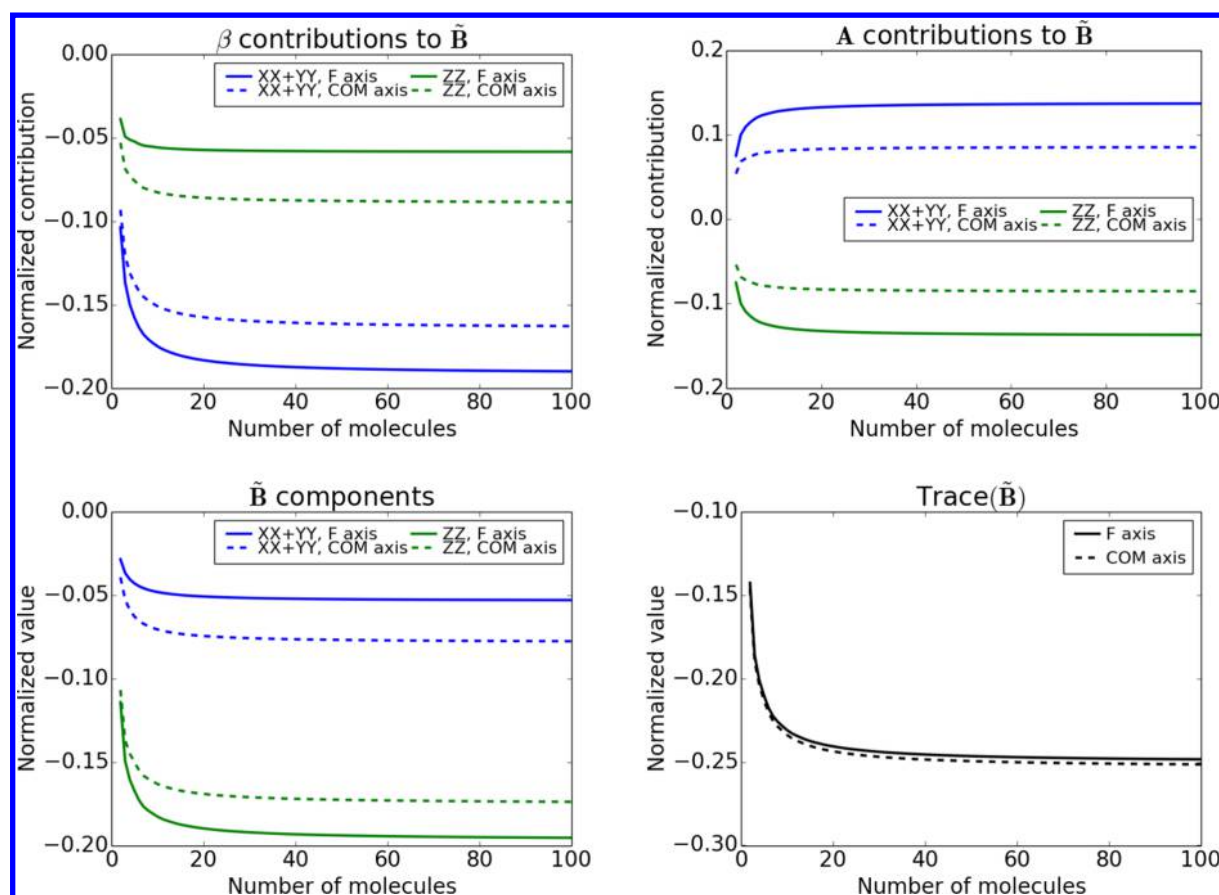 β contributions to B̃
0.00
−0.05
−0.10
−0.15
−0.20
Normalized contribution
XX+YY, F axis
ZZ, F axis
XX+YY, COM axis
ZZ, COM axis
0 20 40 60 80 100
Number of molecules
A contributions to B̃
0.2
0.1
0.0
−0.1
−0.2
Normalized contribution
XX+YY, F axis
ZZ, F axis
XX+YY, COM axis
ZZ, COM axis
0 20 40 60 80 100
Number of molecules
B̃ components
0.00
−0.05
−0.10
−0.15
−0.20
Normalized value
XX+YY, F axis
ZZ, F axis
XX+YY, COM axis
ZZ, COM axis
0 20 40 60 80 100
Number of molecules
Trace(B̃)
−0.10
−0.15
−0.20
−0.25
−0.30
Normalized value
F axis
COM axis
0 20 40 60 80 100
Number of molecules